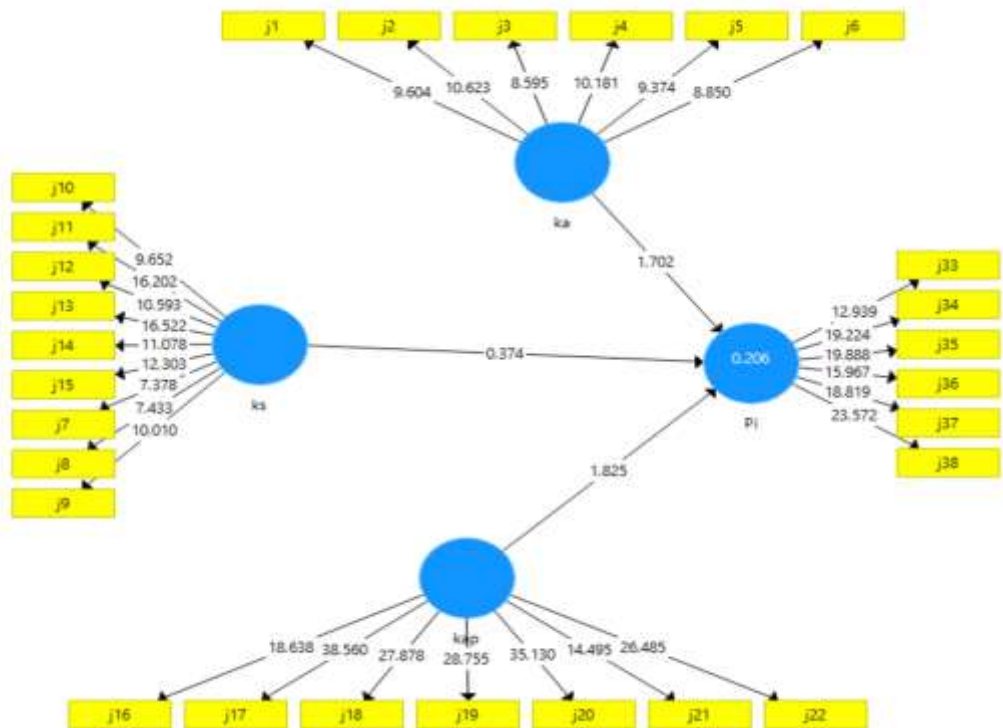 j1 j2 j3 j4 j5 j6
9.604 10.623 8.595 10.181 9.374 8.850
ka
1.702
j10
j11
j12
j13
j14
j15
j7
j8
j9
9.652
16.202
10.593
16.522
11.078
12.303
7.378
7.433
10.010
ks
0.374
0.206
Pi
12.939
19.224
19.888
15.967
18.819
23.572
j33
j34
j35
j36
j37
j38
1.825
kap
18.638 38.560 27.878 28.755 35.130 14.495 26.485
j16 j17 j18 j19 j20 j21 j22